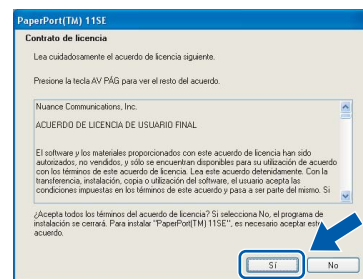 PaperPort(TM) 11SE
Contrato de licencia
Lea cuidadosamente el acuerdo de licencia siguiente.
Presione la tecla AV PÁG para ver el resto del acuerdo.
Nuance Communications, Inc.
ACUERDO DE LICENCIA DE USUARIO FINAL
El software y los materiales proporcionados con este acuerdo de licencia han sido
autorizados, no vendidos, y sólo se encuentran disponibles para su utilización de acuerdo
con los términos de este acuerdo de licencia. Lea este acuerdo detenidamente. Con la
transferencia, instalación, copia o utilización del software, el usuario acepta las
condiciones impuestas en los términos de este acuerdo y pasa a ser parte del mismo. Si
¿Acepta todos los términos del acuerdo de licencia? Si selecciona No, el programa de
instalación se cerrará. Para instalar "PaperPort(TM) 11SE", es necesario aceptar
acuerdo.
Sí
No